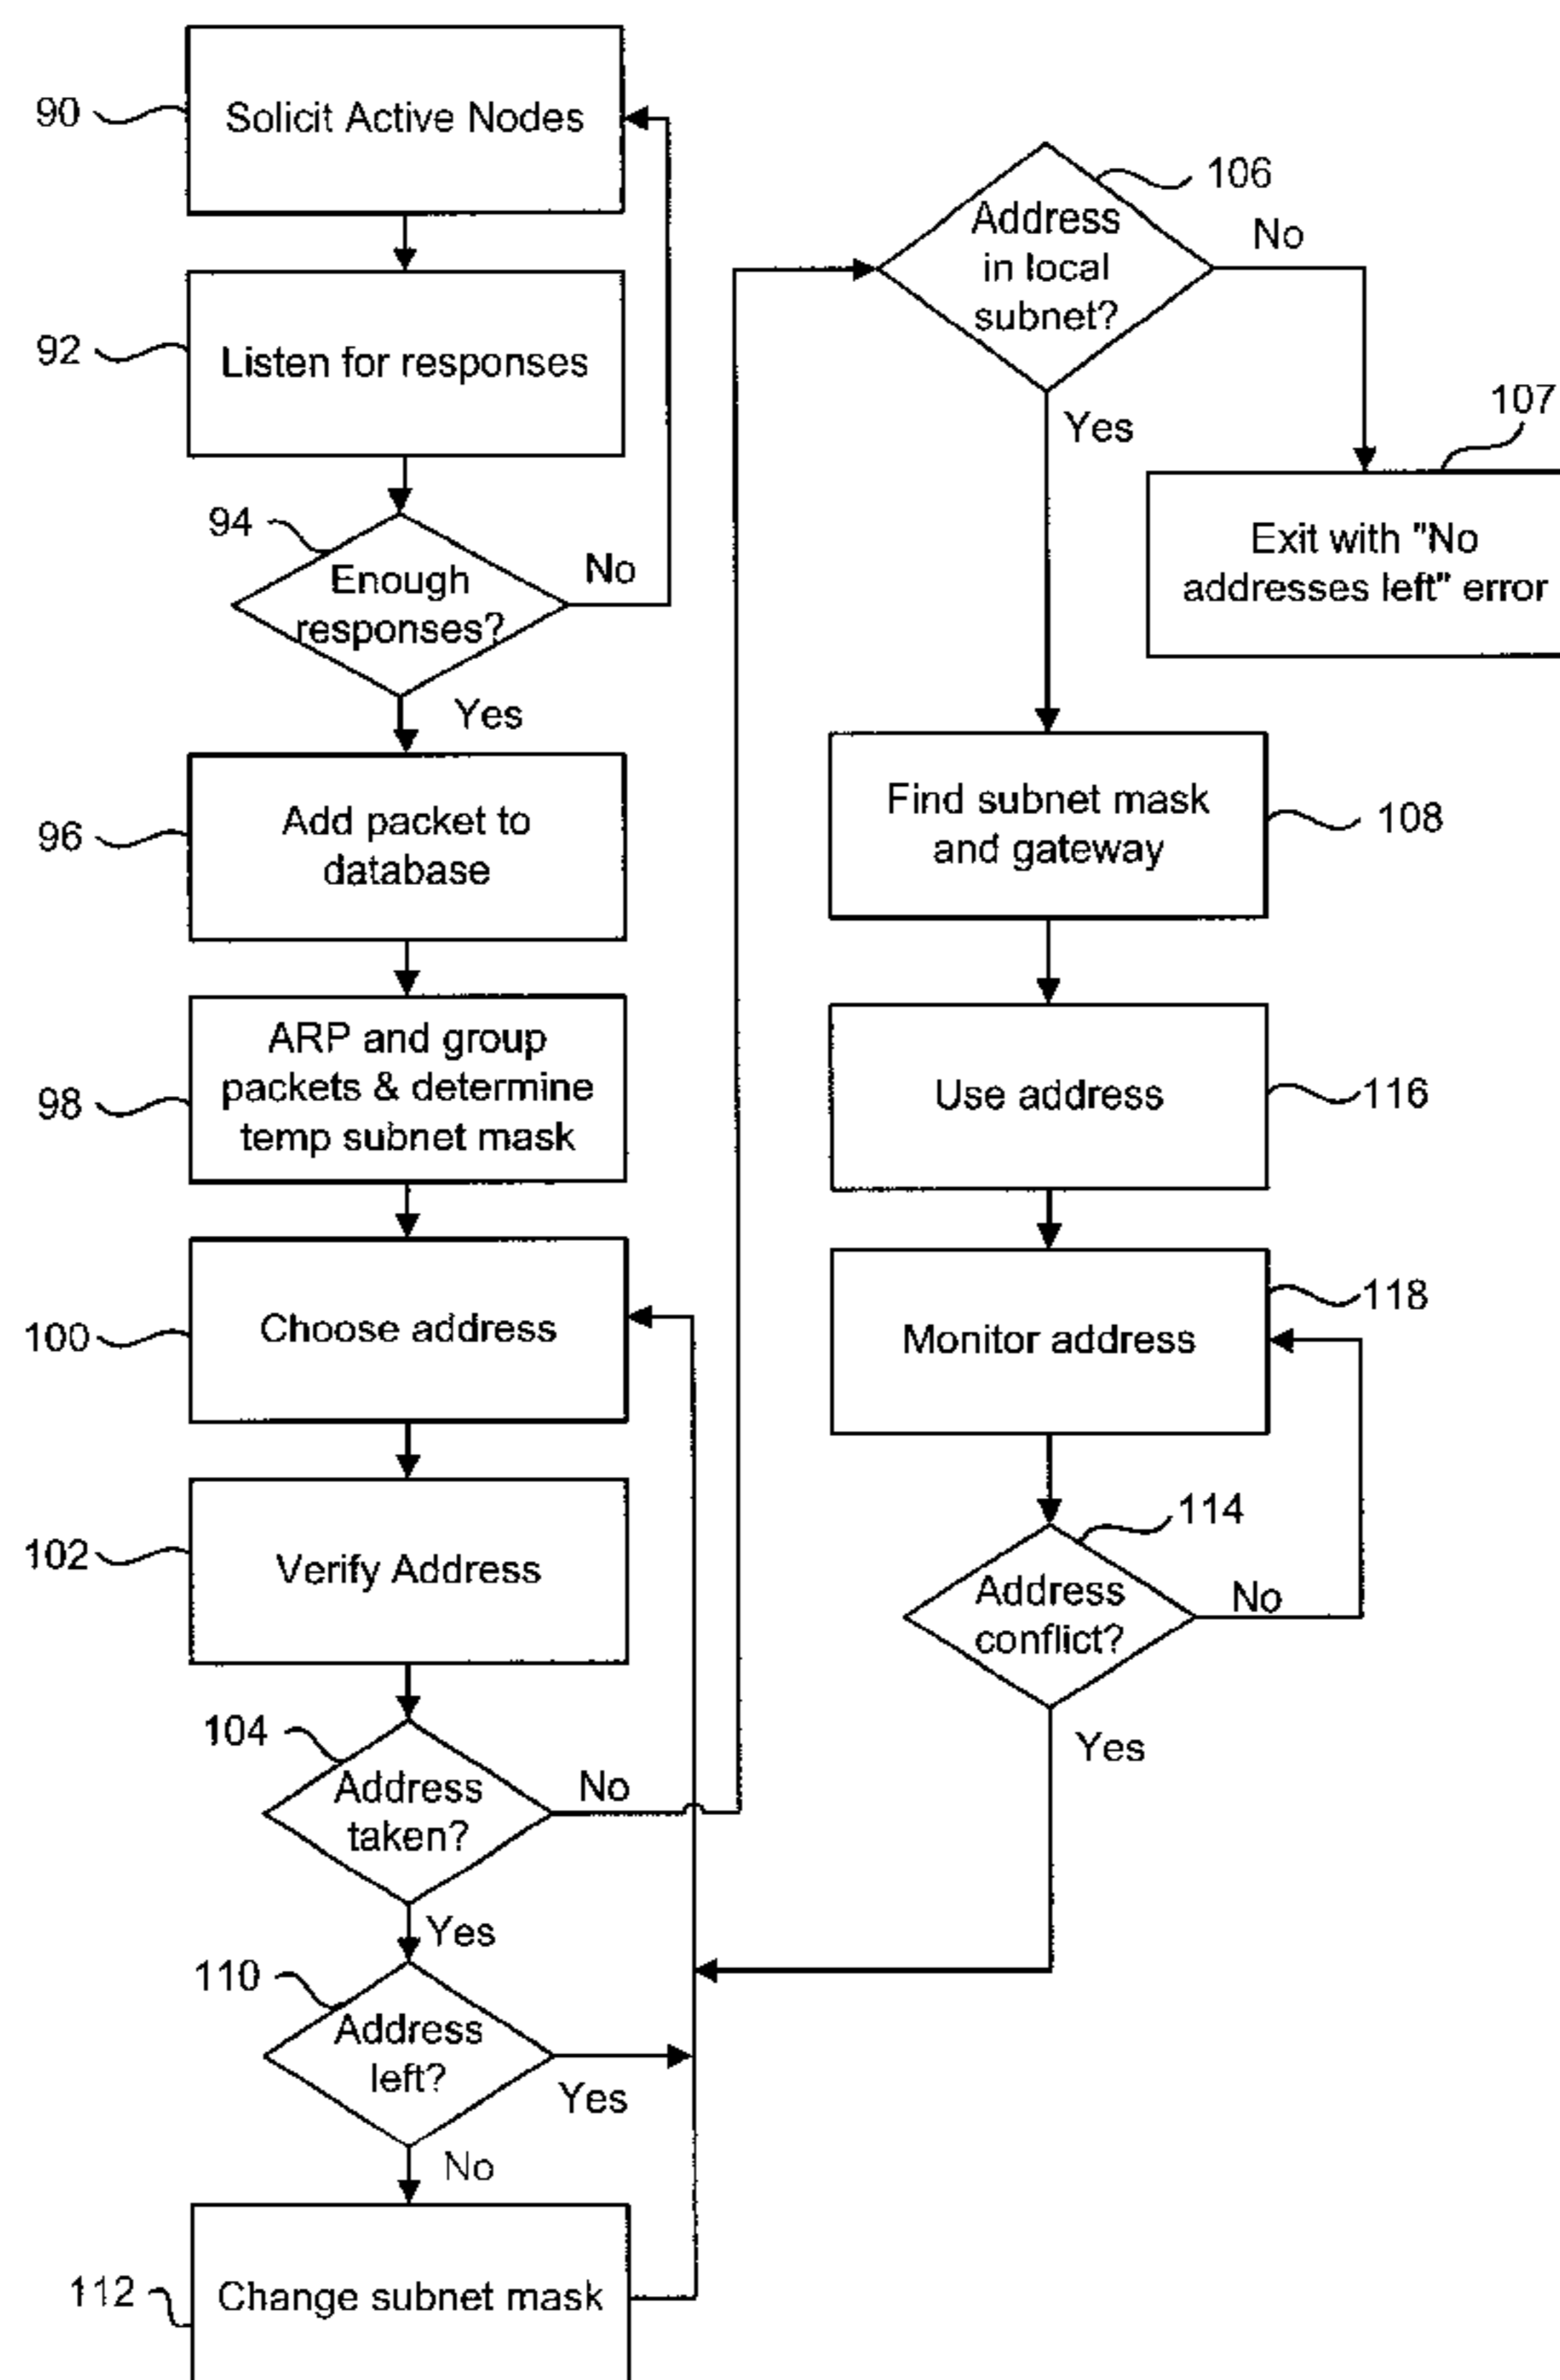 90
Solicit Active Nodes
92
Listen for responses
94
Enough
responses?
No
Yes
96
Add packet to
database
98
ARP and group
packets & determine
temp subnet mask
100
Choose address
102
Verify Address
104
Address
taken?
No
Yes
110
Address
left?
Yes
No
112
Change subnet mask
106
Address
in local
subnet?
No
Yes
107
Exit with "No
addresses left" error
Find subnet mask
and gateway
108
Use address
116
Monitor address
118
114
Address
conflict?
No
Yes